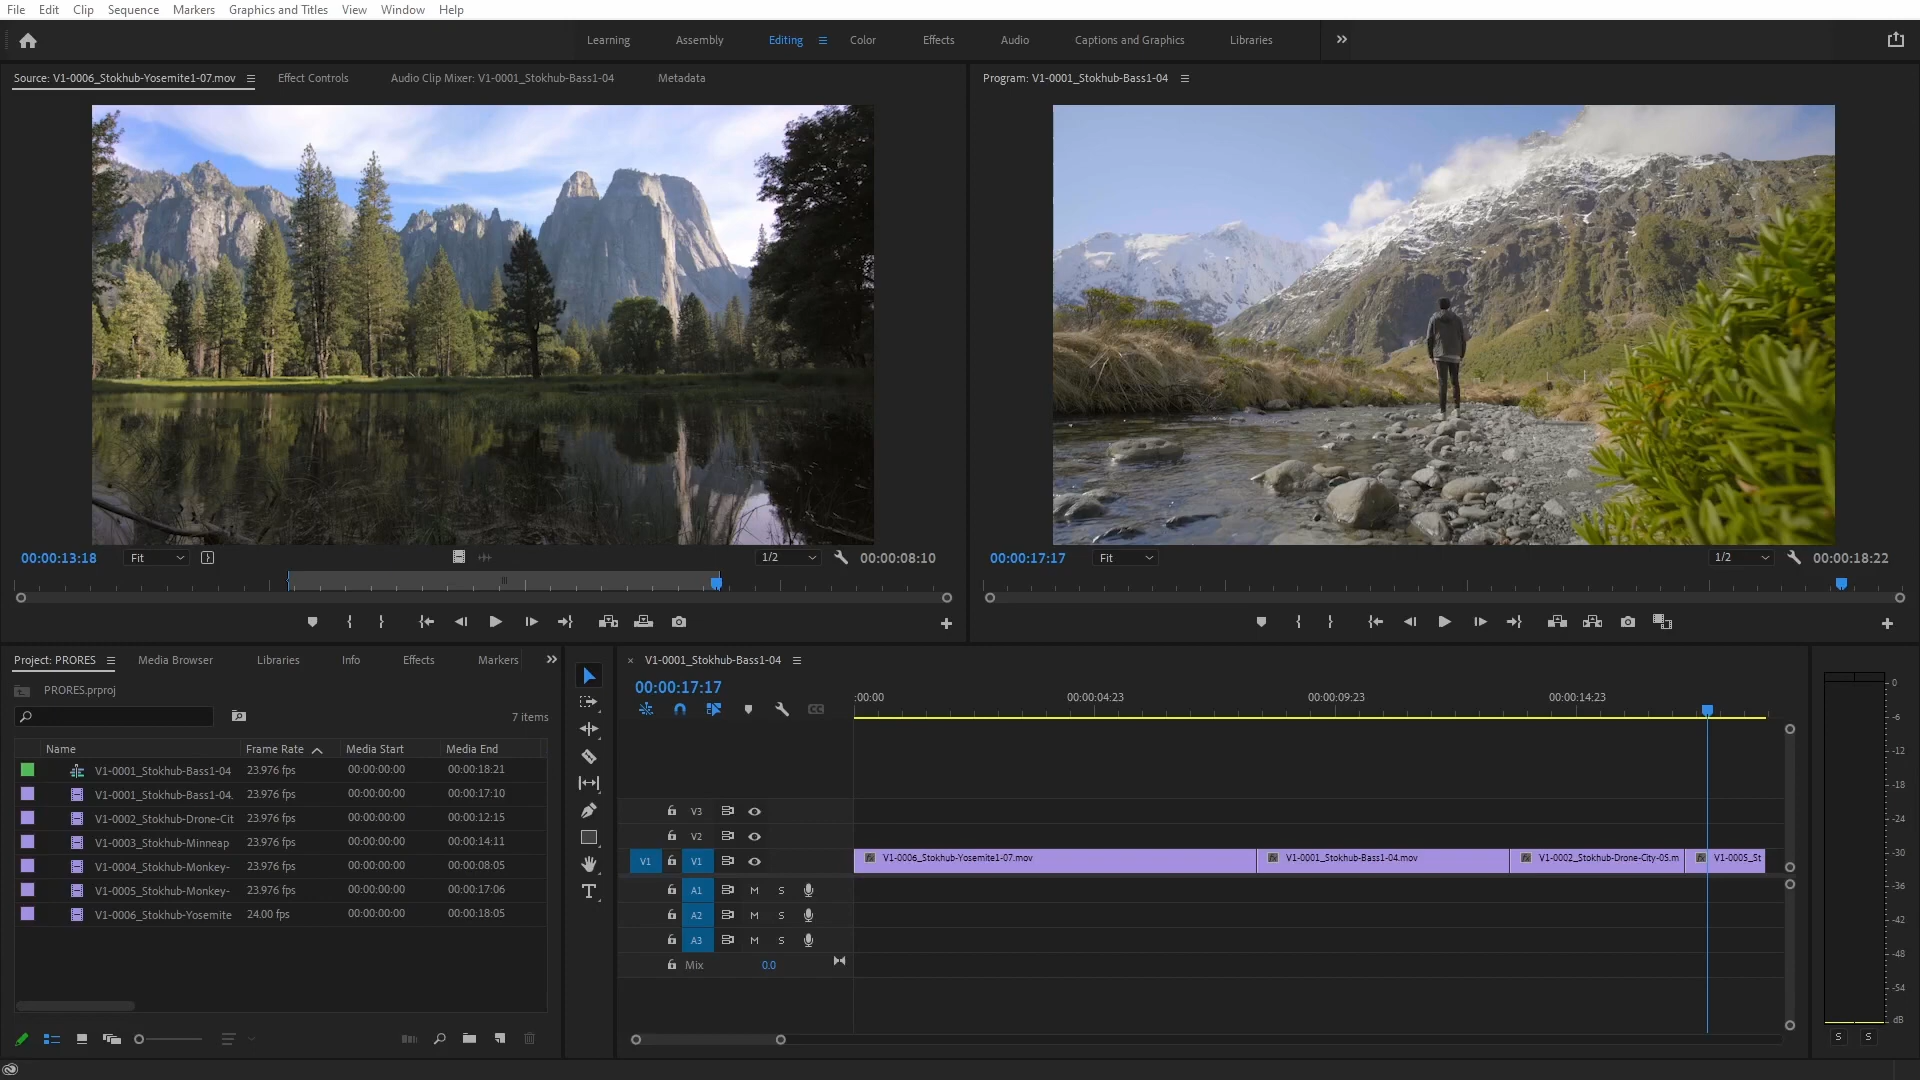 File Edit Clip Sequence Markers Graphics and Titles View Window Help
Learning Assembly Editing Color Effects Audio Captions and Graphics Libraries
Source: V1-0006_Stokhub-Yosemite1-07.mov Effect Controls Audio Clip Mixer: V1-0001_Stokhub-Bass1-04 Metadata
Program: V1-0001_Stokhub-Bass1-04
00:00:13:18 Fit 1/2 00:00:08:10
00:00:17:17 Fit 1/2 00:00:18:22
Project: PRORES Media Browser Libraries Info Effects Markers
PRORES.prproj
7 items
Name Frame Rate Media Start Media End
V1-0001_Stokhub-Bass1-04 23.976 fps 00:00:00:00 00:00:18:21
V1-0001_Stokhub-Bass1-04. 23.976 fps 00:00:00:00 00:00:17:10
V1-0002_Stokhub-Drone-Cit 23.976 fps 00:00:00:00 00:00:12:15
V1-0003_Stokhub-Minneap 23.976 fps 00:00:00:00 00:00:14:11
V1-0004_Stokhub-Monkey- 23.976 fps 00:00:00:00 00:00:08:05
V1-0005_Stokhub-Monkey- 23.976 fps 00:00:00:00 00:00:17:06
V1-0006_Stokhub-Yosemite 24.00 fps 00:00:00:00 00:00:18:05
V1-0001_Stokhub-Bass1-04
00:00:17:17
:00:00 00:00:04:23 00:00:09:23 00:00:14:23
V3
V2
V1 V1 V1-0006_Stokhub-Yosemite1-07.mov V1-0001_Stokhub-Bass1-04.mov V1-0002_Stokhub-Drone-City-05.m V1-0005_St
A1 M S
A2 M S
A3 M S
Mix 0.0
0
-6
-12
-18
-24
-30
-36
-42
-48
-54
dB
S S